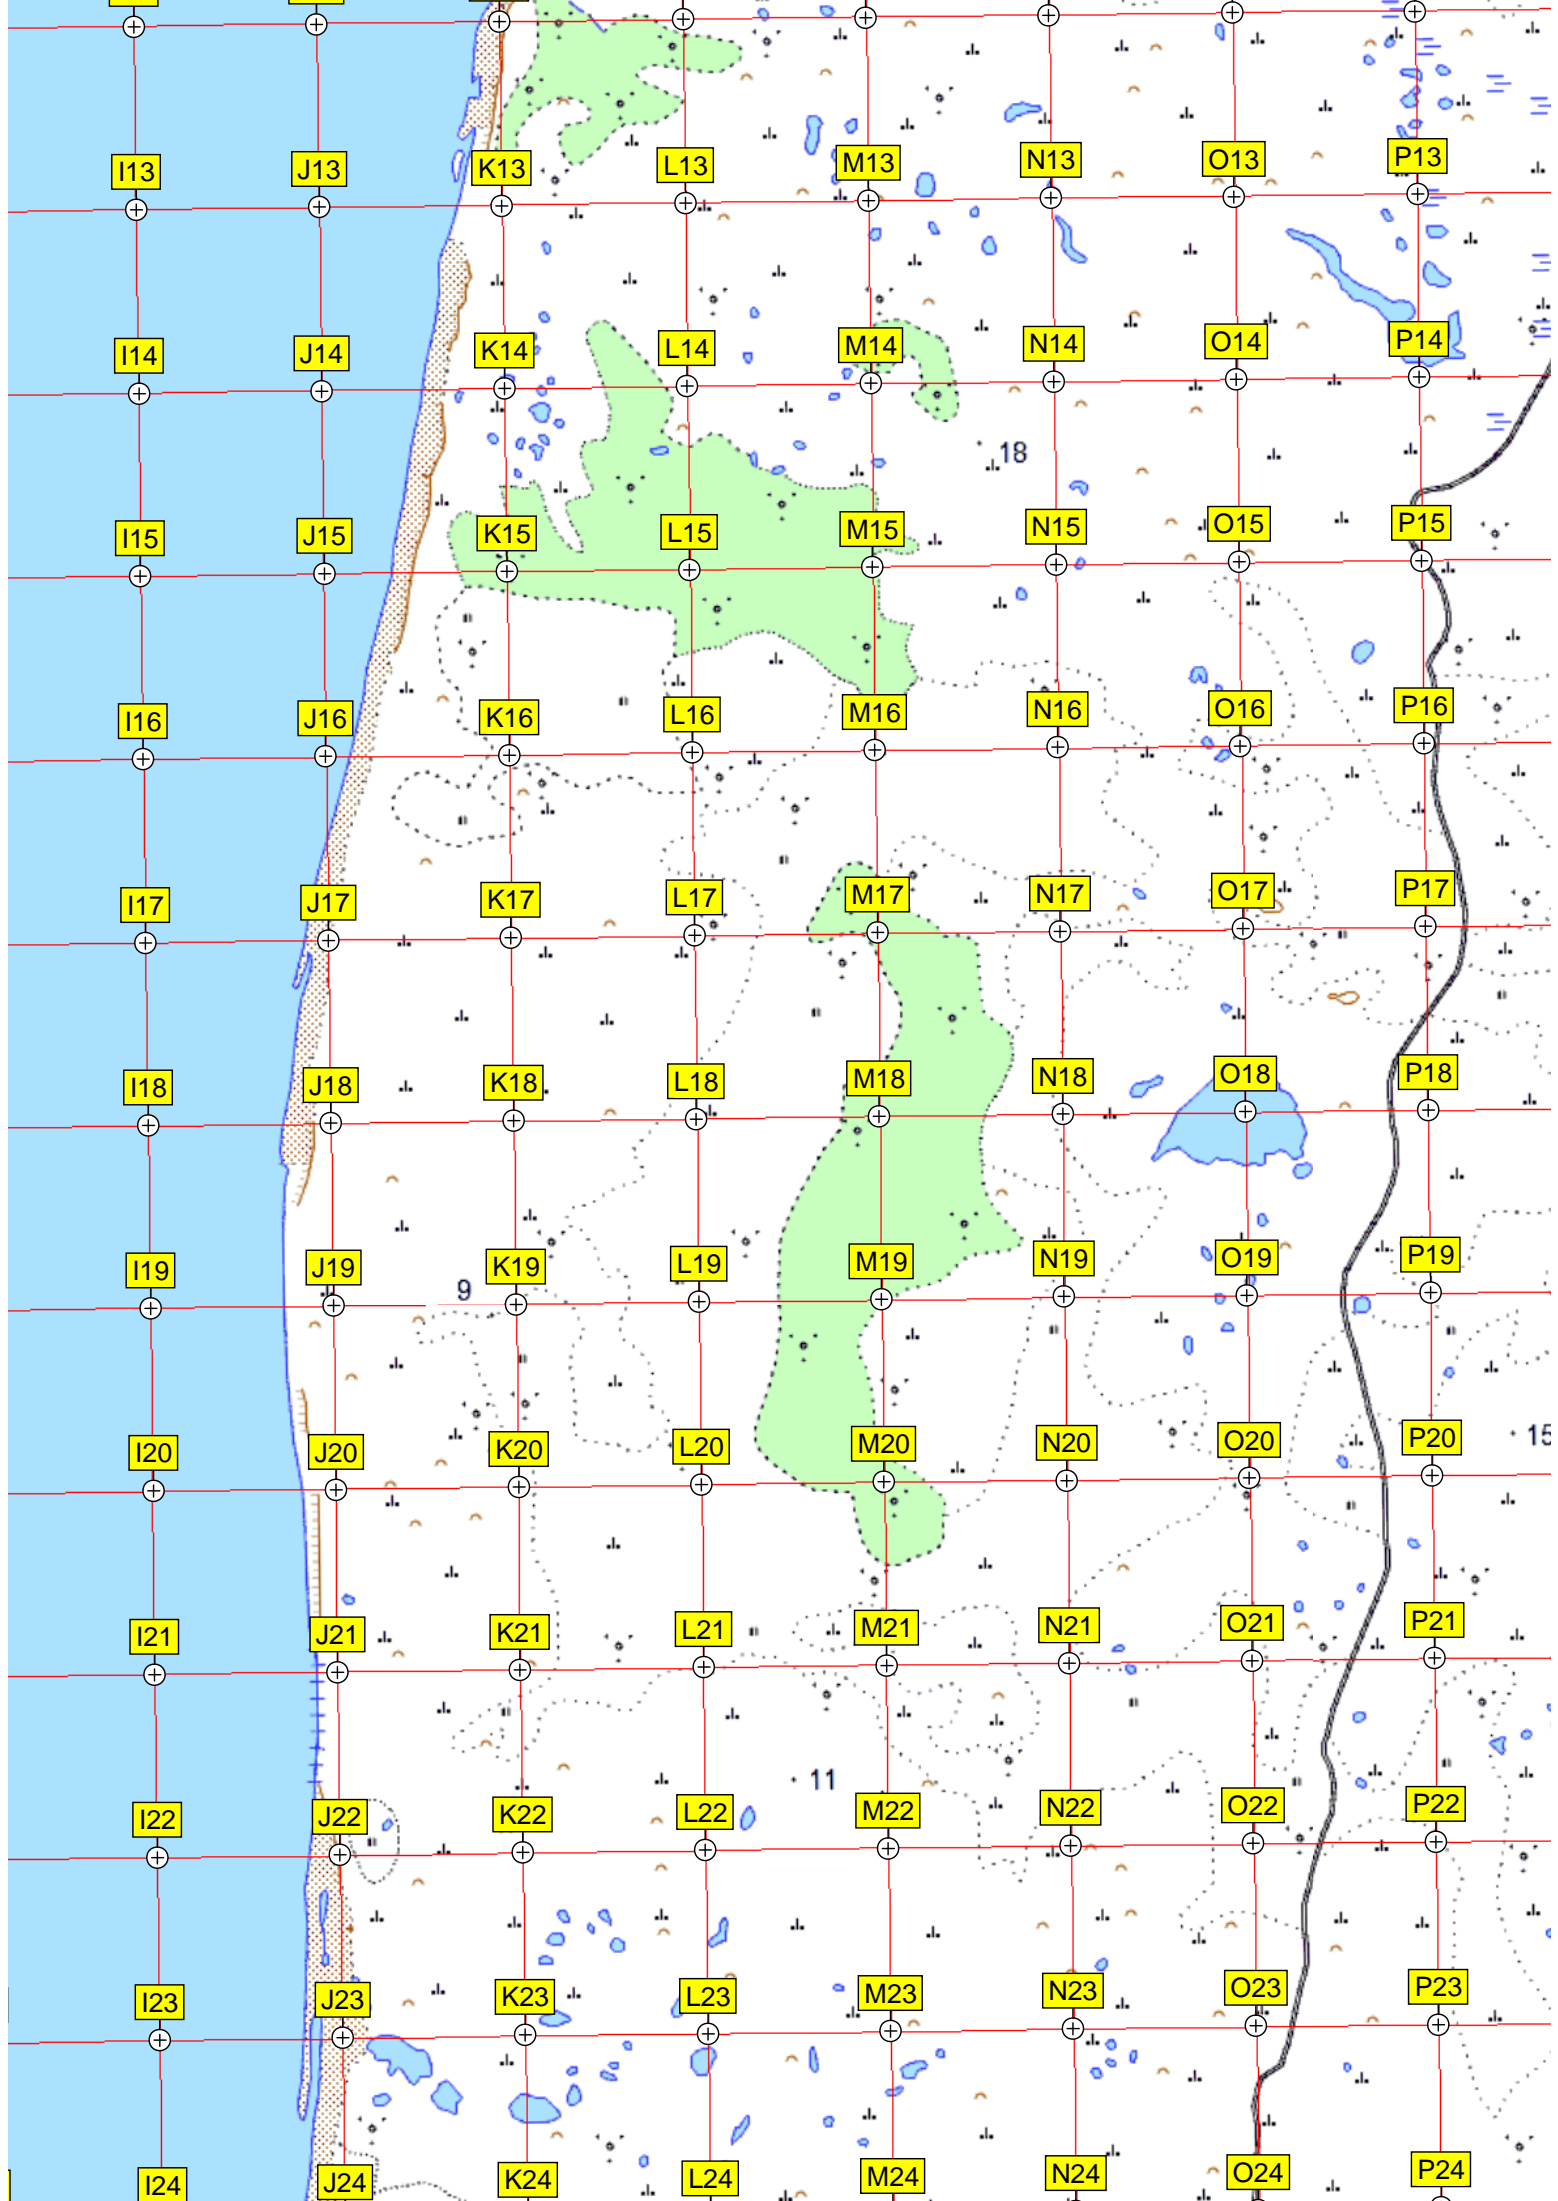 I13 J13 K13 L13 M13 N13 O13 P13
I14 J14 K14 L14 M14 N14 O14 P14
18
I15 J15 K15 L15 M15 N15 O15 P15
I16 J16 K16 L16 M16 N16 O16 P16
I17 J17 K17 L17 M17 N17 O17 P17
I18 J18 K18 L18 M18 N18 O18 P18
I19 J19 K19 L19 M19 N19 O19 P19
9
I20 J20 K20 L20 M20 N20 O20 P20
15
I21 J21 K21 L21 M21 N21 O21 P21
11
I22 J22 K22 L22 M22 N22 O22 P22
I23 J23 K23 L23 M23 N23 O23 P23
I24 J24 K24 L24 M24 N24 O24 P24